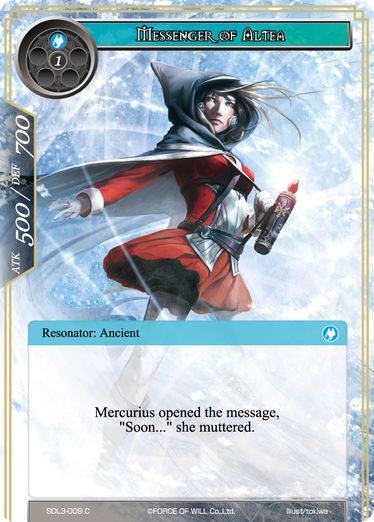 Messenger of Altea
1
ATK 500 / DEF 700
Resonator: Ancient
Mercurius opened the message,
"Soon..." she muttered.
SDL3-009 C ©FORCE OF WILL Co.,Ltd. Illust/tokiwa